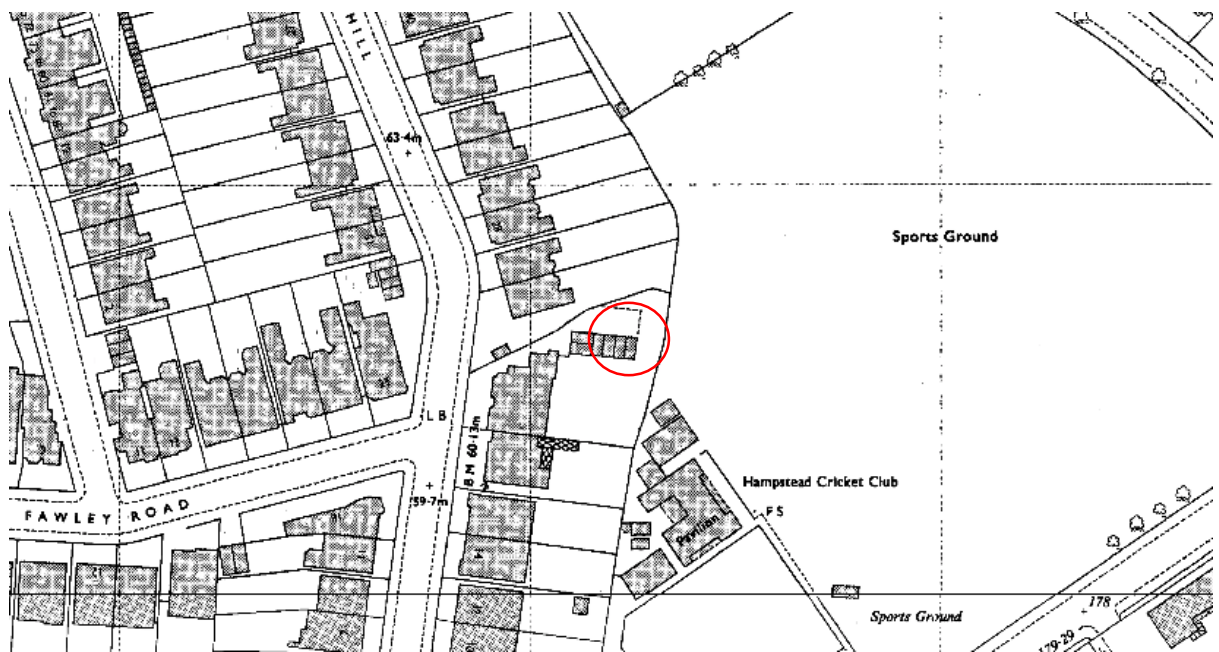 HILL
63·4m
Sports Ground
LB
BM 60·13m
Hampstead Cricket Club
59·7m
FS
FAWLEY ROAD
Pavilion
178
Sports Ground
179·29